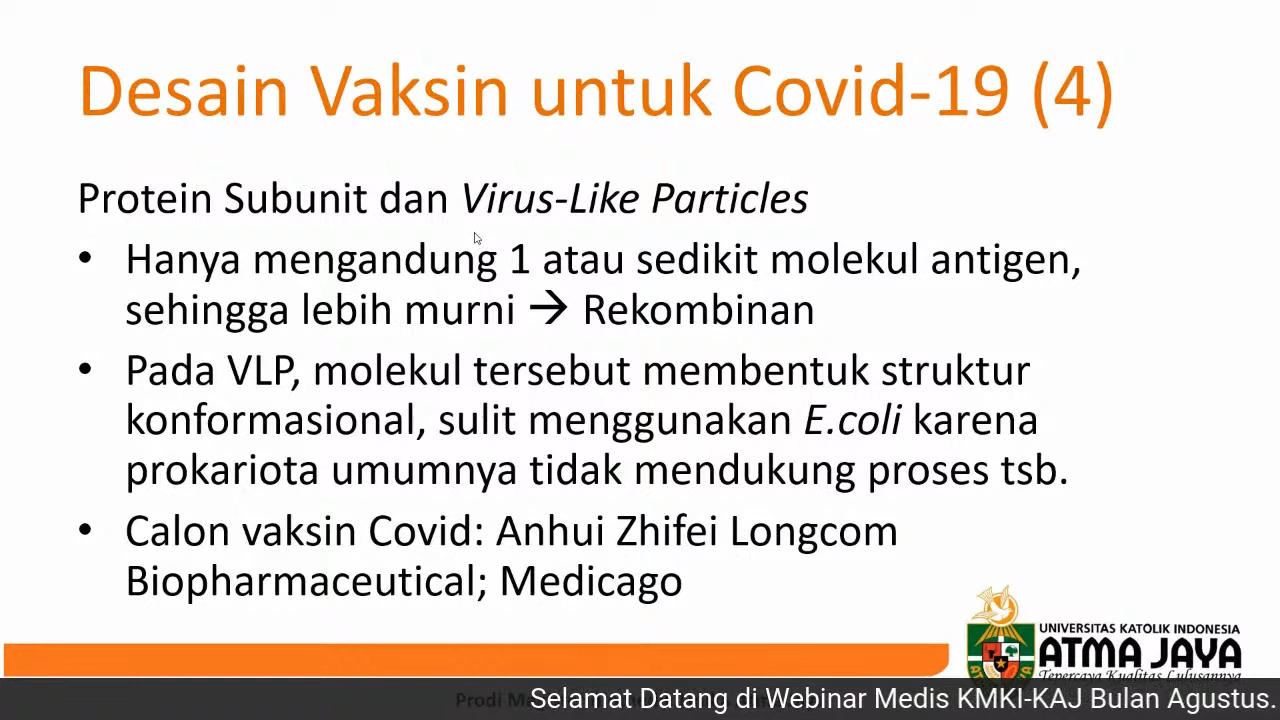 Desain Vaksin untuk Covid-19 (4)
Protein Subunit dan Virus-Like Particles
• Hanya mengandung 1 atau sedikit molekul antigen,
sehingga lebih murni → Rekombinan
• Pada VLP, molekul tersebut membentuk struktur
konformasional, sulit menggunakan E.coli karena
prokariota umumnya tidak mendukung proses tsb.
• Calon vaksin Covid: Anhui Zhifei Longcom
Biopharmaceutical; Medicago
UNIVERSITAS KATOLIK INDONESIA
ATMA JAYA
Tepercaya Kualitas Lulusannya
Prodi
Selamat Datang di Webinar Medis KMKI-KAJ Bulan Agustus.